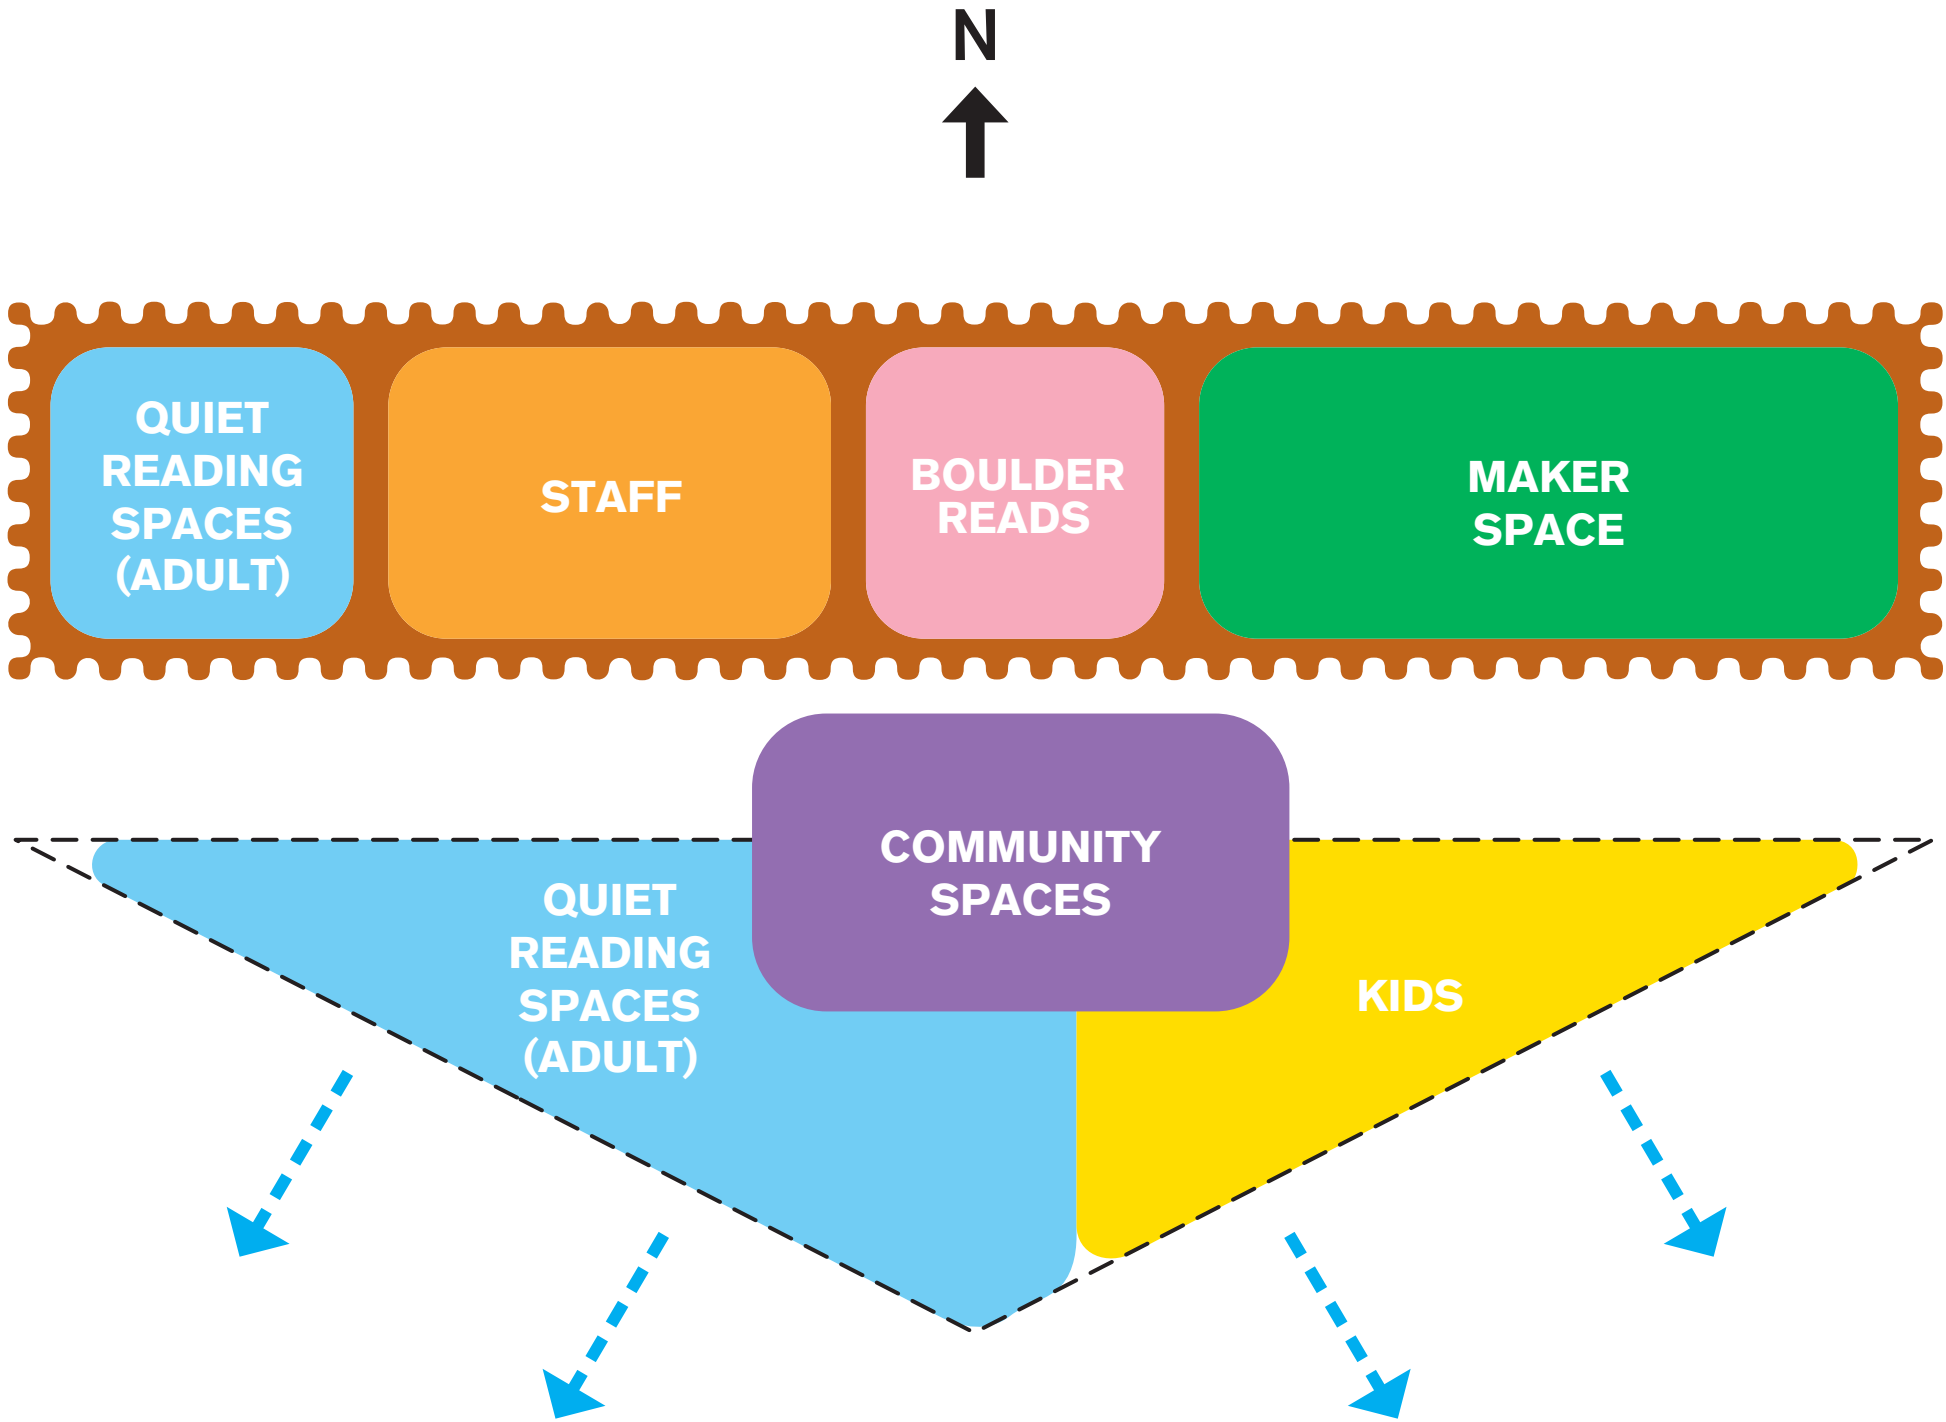 N
QUIET
READING
SPACES
(ADULT)
STAFF
BOULDER
READS
MAKER
SPACE
COMMUNITY
SPACES
QUIET
READING
SPACES
(ADULT)
KIDS